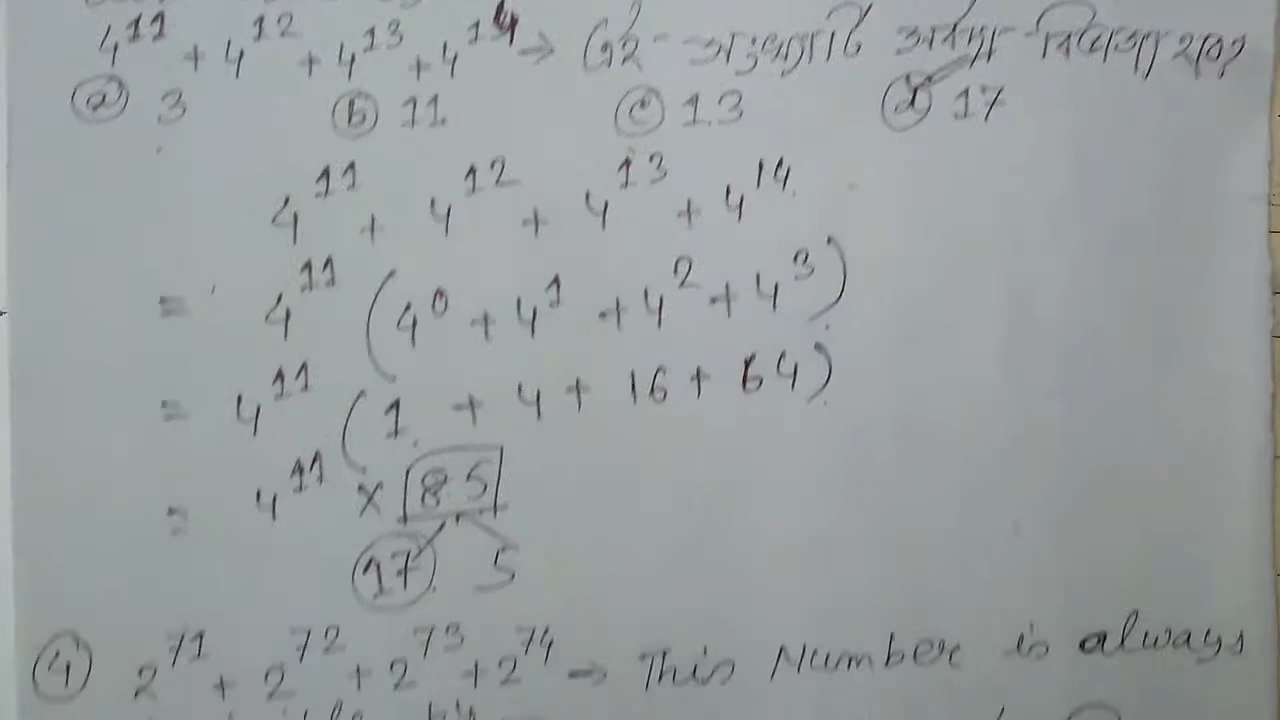 4^11 + 4^12 + 4^13 + 4^14 → এই সংখ্যাটি
ⓐ 3 ⓑ 11 ⓒ 13 ⓓ 17
4^11 + 4^12 + 4^13 + 4^14
= 4^11 (4^0 + 4^1 + 4^2 + 4^3)
= 4^11 (1 + 4 + 16 + 64)
= 4^11 × 85
17 5
④ 2^71 + 2^72 + 2^73 + 2^74 → This Number is always